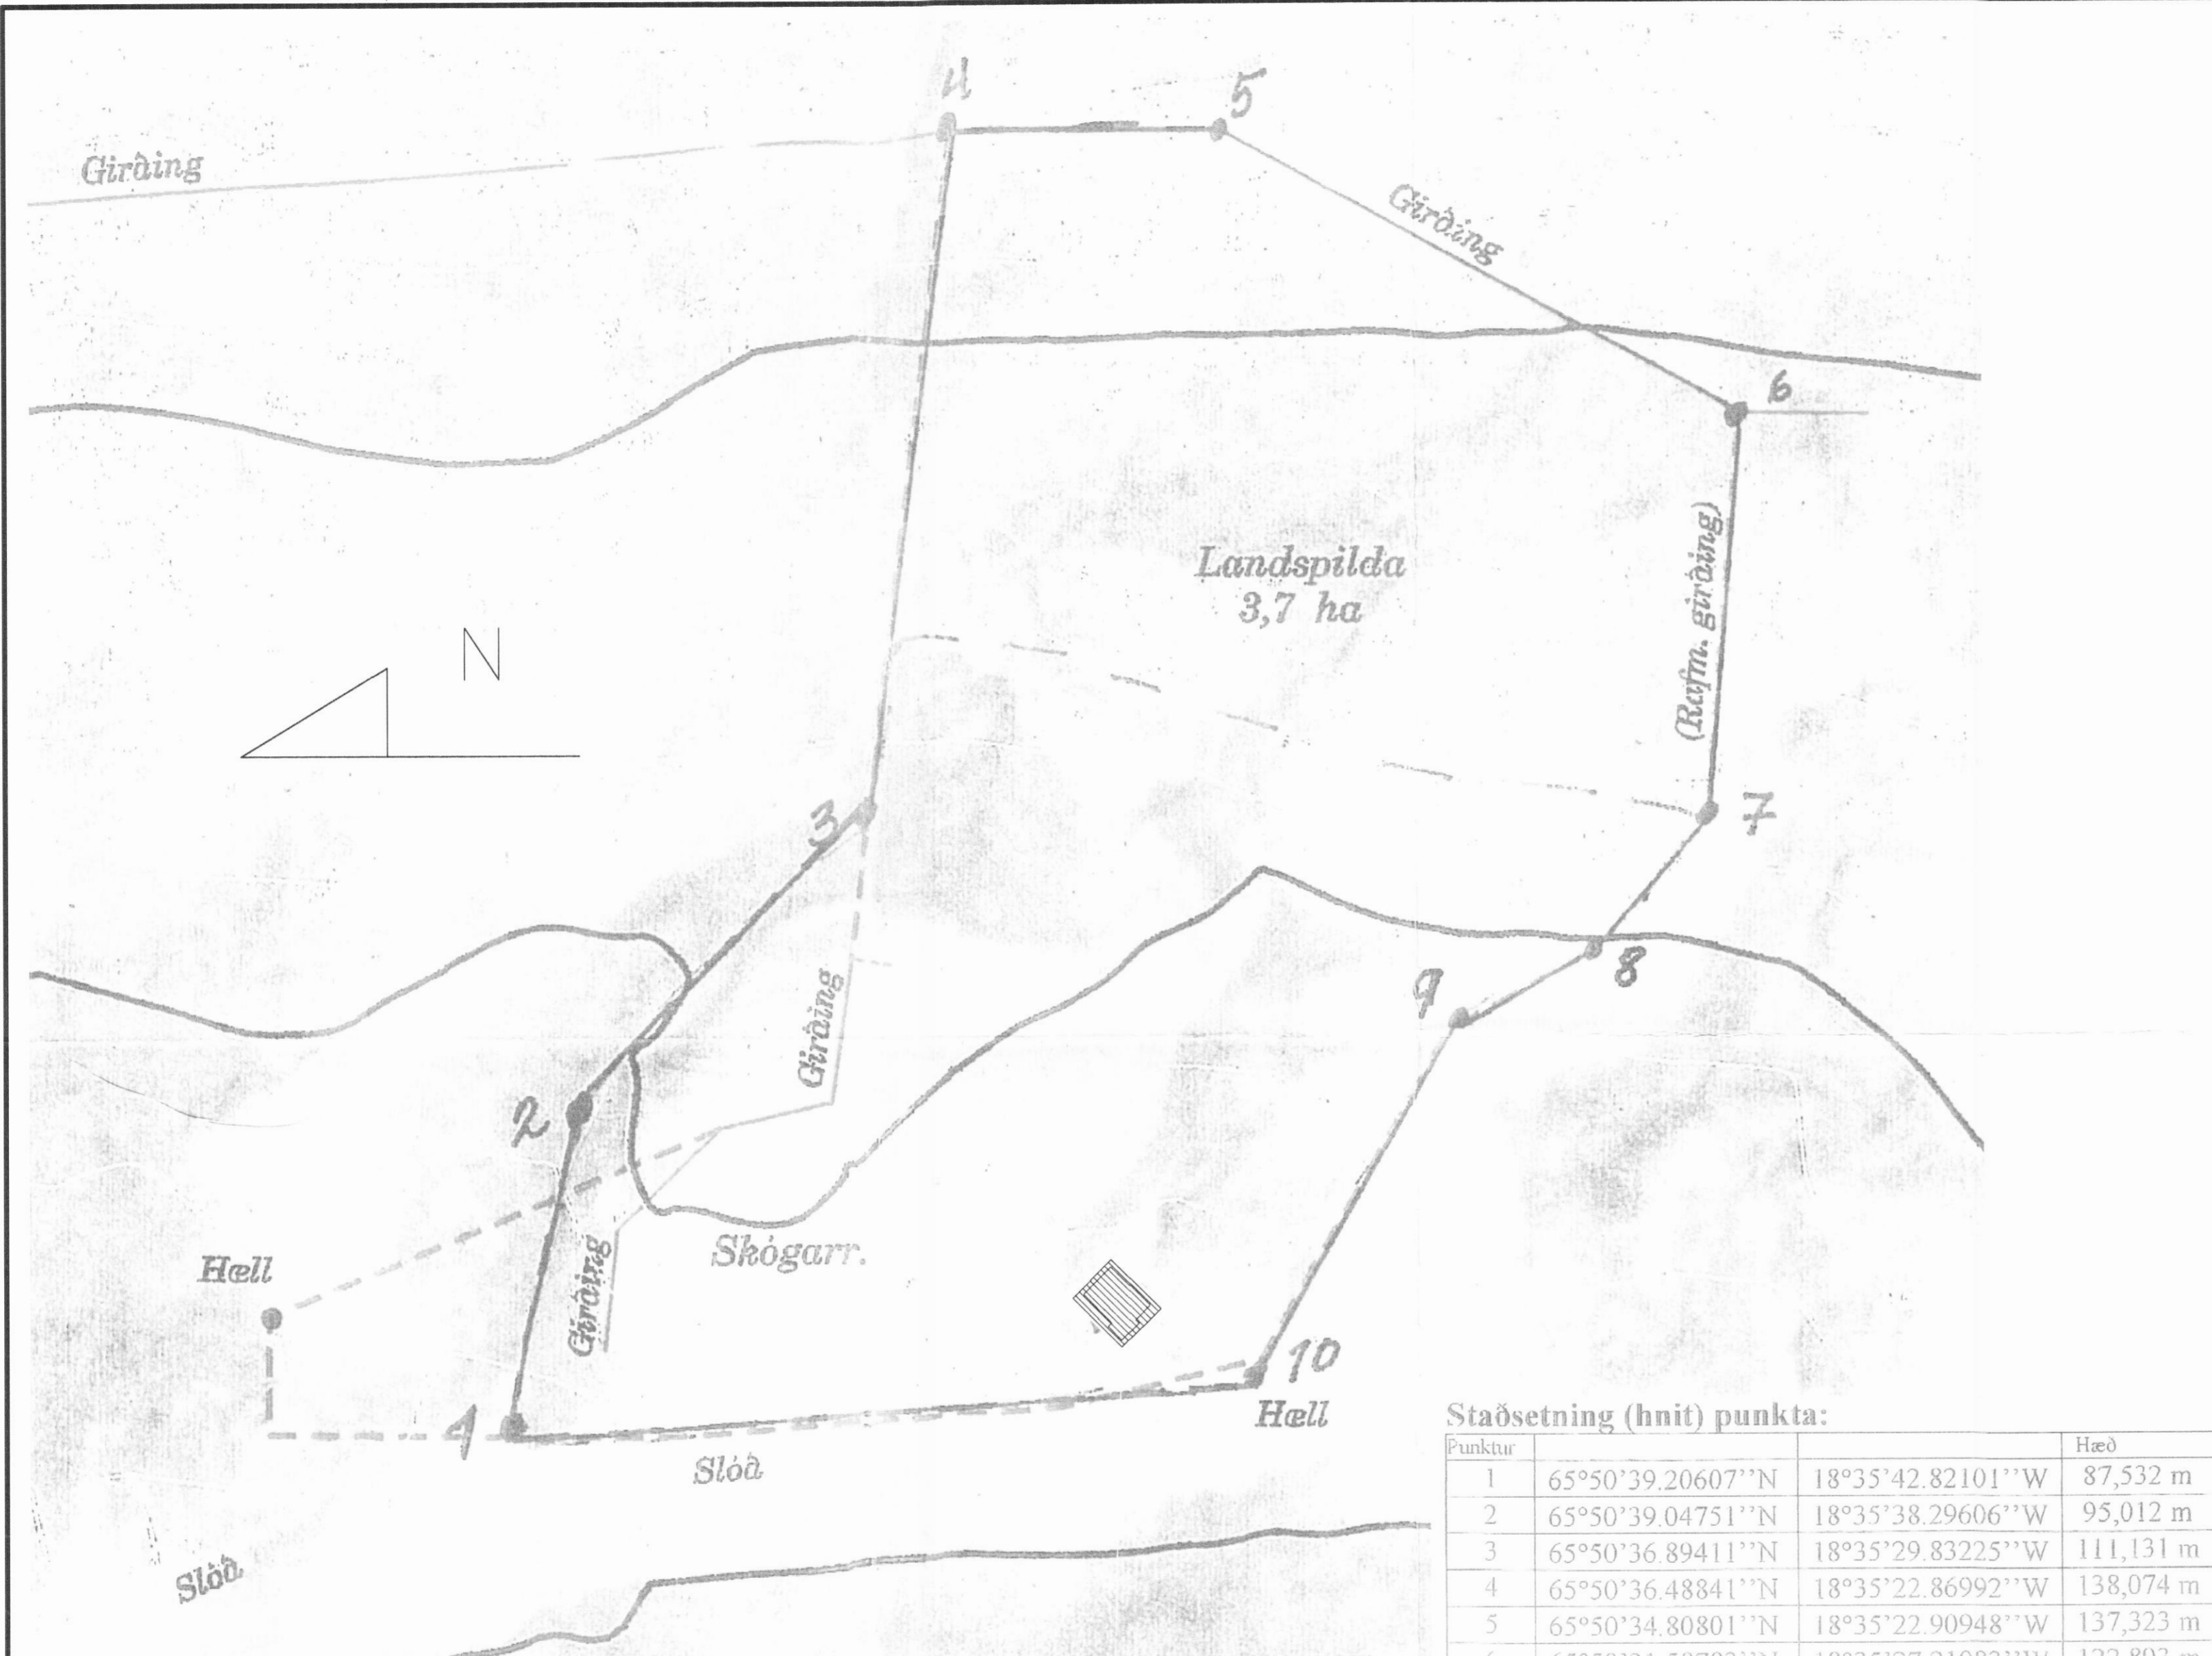 4
5
Girðing
Girðing
6
Landspilda
3,7 ha
(Rafm. girðing)
N
3
7
8
9
Girðing
2
Skógarr.
Hæll
Girðing
10
Hæll
1
Slóð
Slóð
Staðsetning (hnit) punkta:
Punktur Hæð
1 65°50'39.20607''N 18°35'42.82101''W 87,532 m
2 65°50'39.04751''N 18°35'38.29606''W 95,012 m
3 65°50'36.89411''N 18°35'29.83225''W 111,131 m
4 65°50'36.48841''N 18°35'22.86992''W 138,074 m
5 65°50'34.80801''N 18°35'22.90948''W 137,323 m